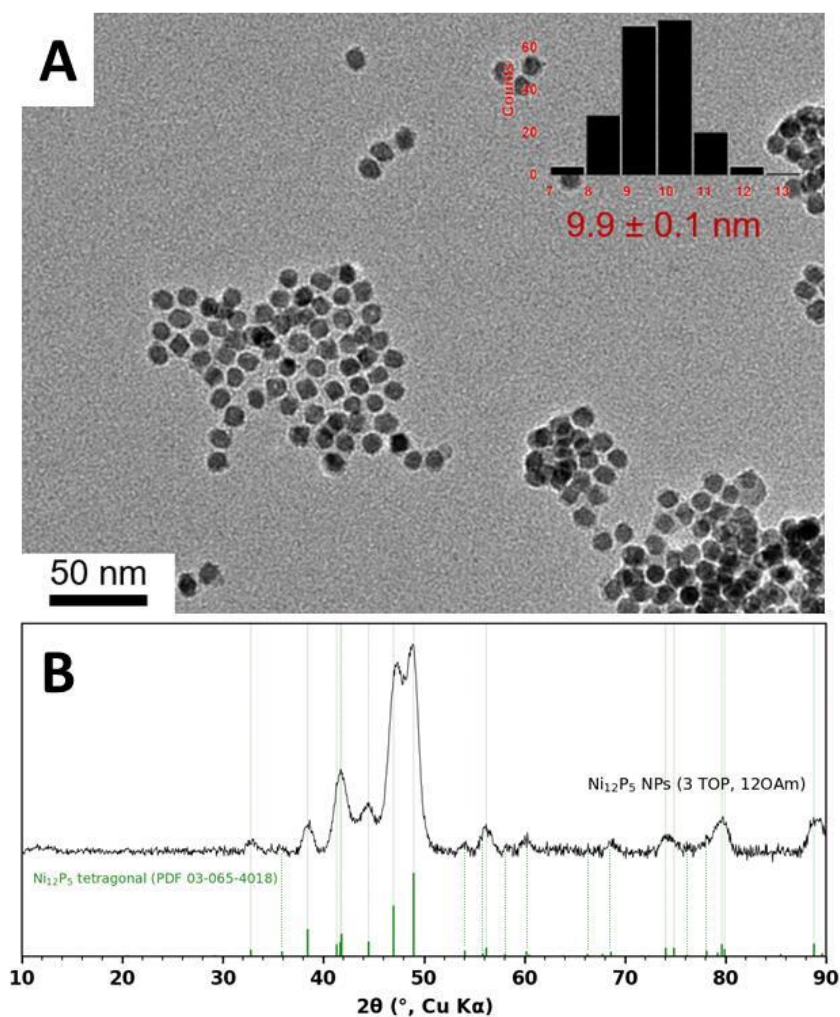 A
60
40
20
0
Counts
7 8 9 10 11 12 13
9.9 ± 0.1 nm
50 nm
B
Ni₁₂P₅ NPs (3 TOP, 12OAm)
Ni₁₂P₅ tetragonal (PDF 03-065-4018)
10 20 30 40 50 60 70 80 90
2θ (°, Cu Kα)